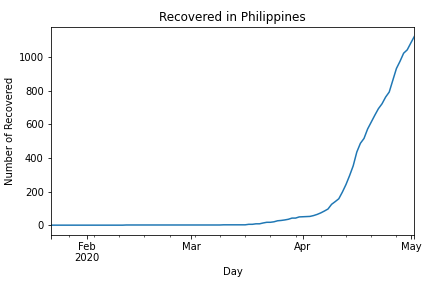 Recovered in Philippines
Number of Recovered
1000
800
600
400
200
0
Feb
2020
Mar
Apr
May
Day